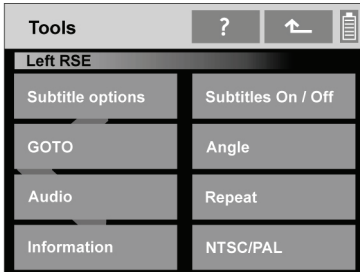 Tools ?
Left RSE
Subtitle options Subtitles On / Off
GOTO Angle
Audio Repeat
Information NTSC/PAL